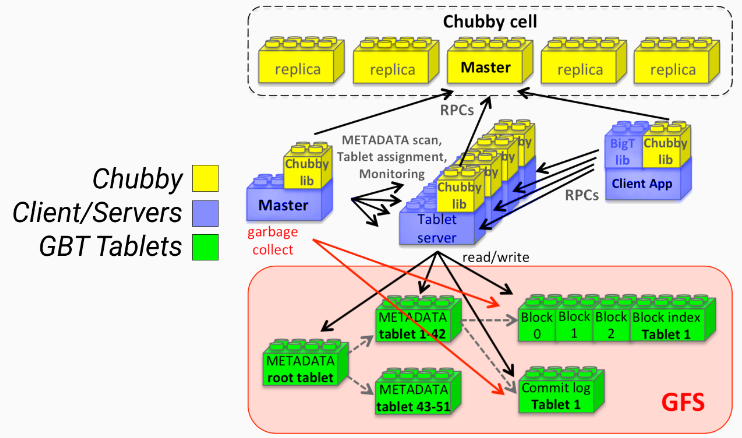 Chubby cell
replica
replica
Master
replica
replica
RPCs
METADATA scan,
Tablet assignment,
Monitoring
Chubby
lib
Master
garbage
collect
Chubby
lib
Tablet
server
BigT
lib
Chubby
lib
Client App
RPCs
Chubby
Client/Servers
GBT Tablets
read/write
METADATA
tablet 1-42
Block
0
Block
1
Block
2
Block index
Tablet 1
METADATA
root tablet
METADATA
tablet 43-51
Commit log
Tablet 1
GFS